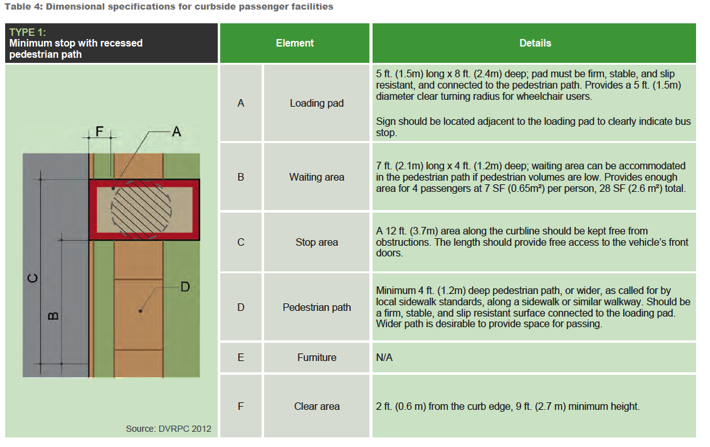 Table 4: Dimensional specifications for curbside passenger facilities
TYPE 1:
Minimum stop with recessed
pedestrian path
Element
Details
F
A
D
C
B
Source: DVRPC 2012
A
Loading pad
5 ft. (1.5m) long x 8 ft. (2.4m) deep; pad must be firm, stable, and slip
resistant, and connected to the pedestrian path. Provides a 5 ft. (1.5m)
diameter clear turning radius for wheelchair users.
Sign should be located adjacent to the loading pad to clearly indicate bus
stop.
B
Waiting area
7 ft. (2.1m) long x 4 ft. (1.2m) deep; waiting area can be accommodated
in the pedestrian path if pedestrian volumes are low. Provides enough
area for 4 passengers at 7 SF (0.65m²) per person, 28 SF (2.6 m²) total.
C
Stop area
A 12 ft. (3.7m) area along the curbline should be kept free from
obstructions. The length should provide free access to the vehicle's front
doors.
D
Pedestrian path
Minimum 4 ft. (1.2m) deep pedestrian path, or wider, as called for by
local sidewalk standards, along a sidewalk or similar walkway. Should be
a firm, stable, and slip resistant surface connected to the loading pad.
Wider path is desirable to provide space for passing.
E
Furniture
N/A
F
Clear area
2 ft. (0.6 m) from the curb edge, 9 ft. (2.7 m) minimum height.